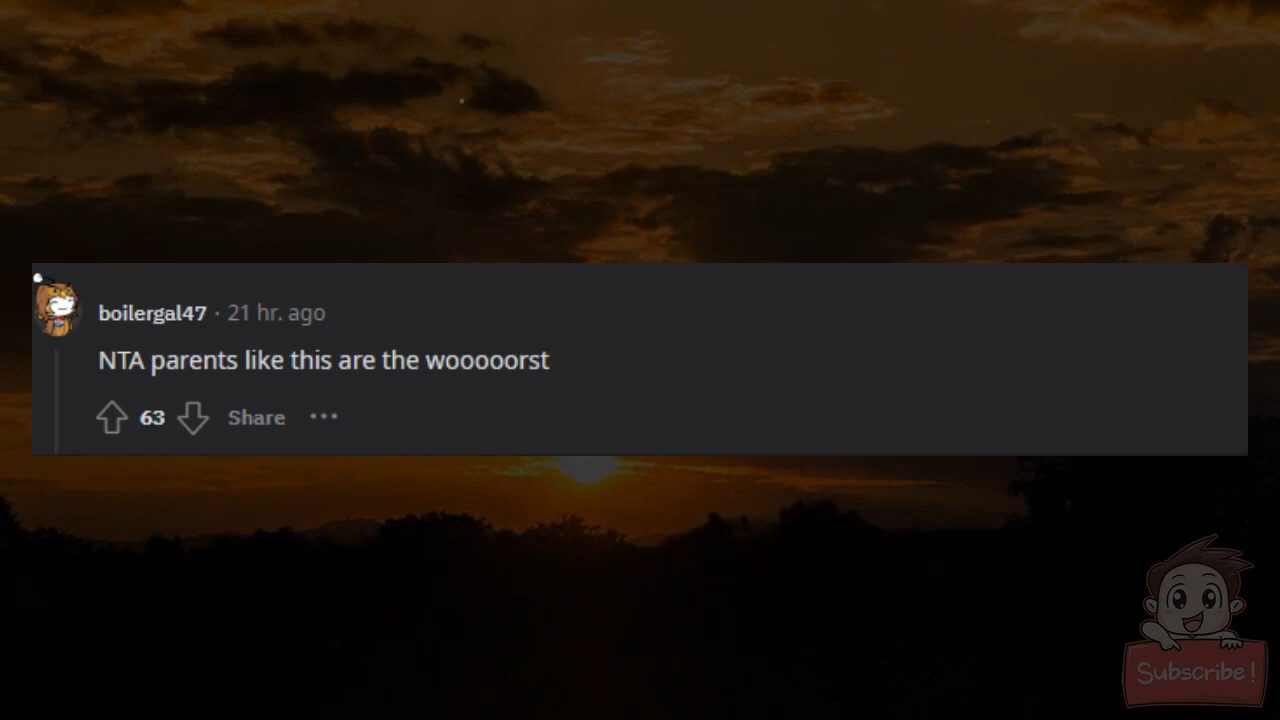 boilergal47 · 21 hr. ago
NTA parents like this are the wooooorst
63 Share ···
Subscribe!